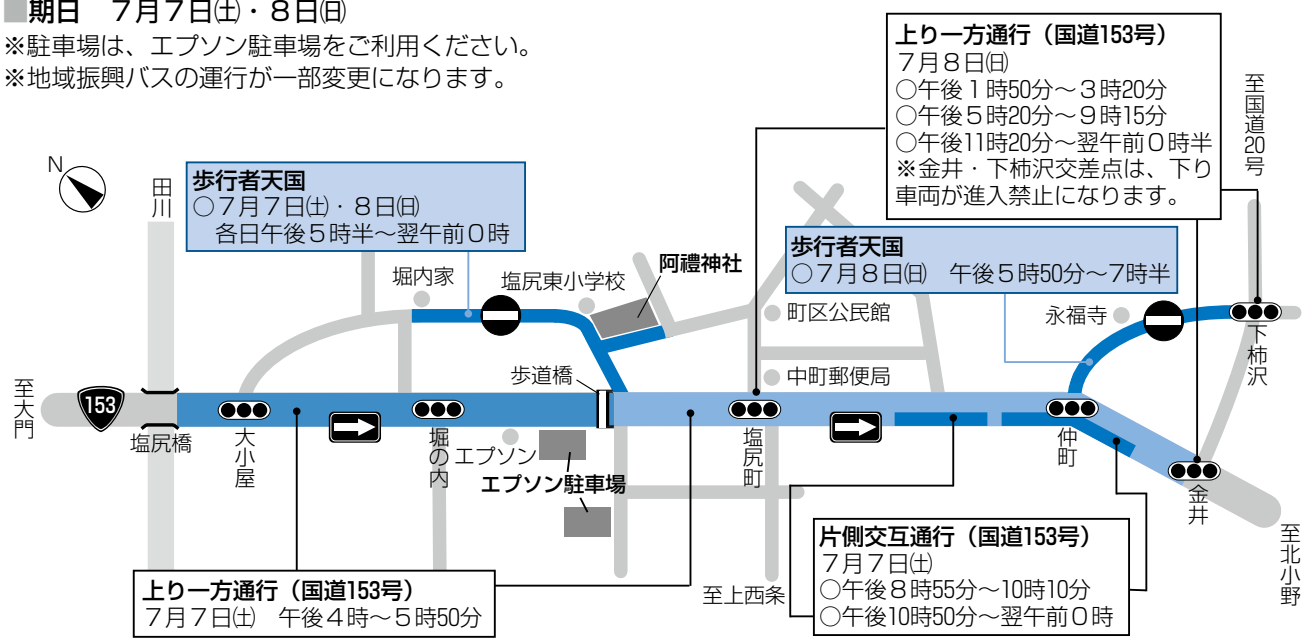 ■期日　７月７日㈯・８日㈰
※駐車場は、エプソン駐車場をご利用ください。
※地域振興バスの運行が一部変更になります。
上り一方通行（国道153号）
７月８日㈰
○午後１時50分～３時20分
○午後５時20分～９時15分
○午後11時20分～翌午前０時半
※金井・下柿沢交差点は、下り
車両が進入禁止になります。
至国道20号
N
田川
歩行者天国
○７月７日㈯・８日㈰
各日午後５時半～翌午前０時
歩行者天国
○７月８日㈰　午後５時50分～７時半
堀内家
塩尻東小学校
阿禮神社
町区公民館
永福寺
下柿沢
歩道橋
中町郵便局
至大門
153
塩尻橋
大小屋
堀の内
エプソン
エプソン駐車場
塩尻町
仲町
金井
至北小野
至上西条
上り一方通行（国道153号）
７月７日㈯　午後４時～５時50分
片側交互通行（国道153号）
７月７日㈯
○午後８時55分～10時10分
○午後10時50分～翌午前０時